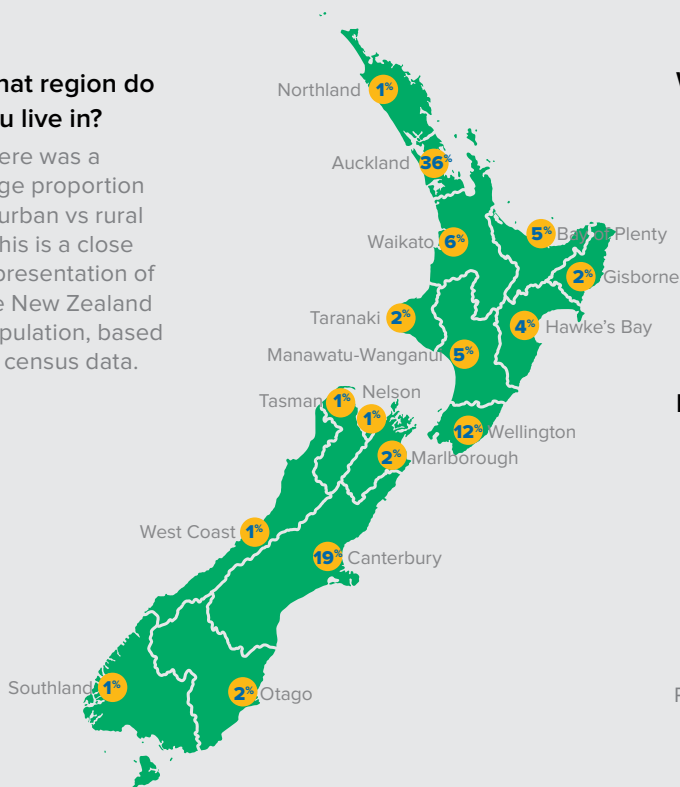 hat region do
u live in?
ere was a
ge proportion
urban vs rural
his is a close
presentation of
e New Zealand
pulation, based
census data.
Northland 1%
Auckland 36%
Waikato 6%
5% Bay of Plenty
2% Gisborne
Taranaki 2%
4% Hawke's Bay
Manawatu-Wanganui 5%
Nelson
Tasman 1%
1%
12% Wellington
2% Marlborough
West Coast 1%
19% Canterbury
Southland 1%
2% Otago